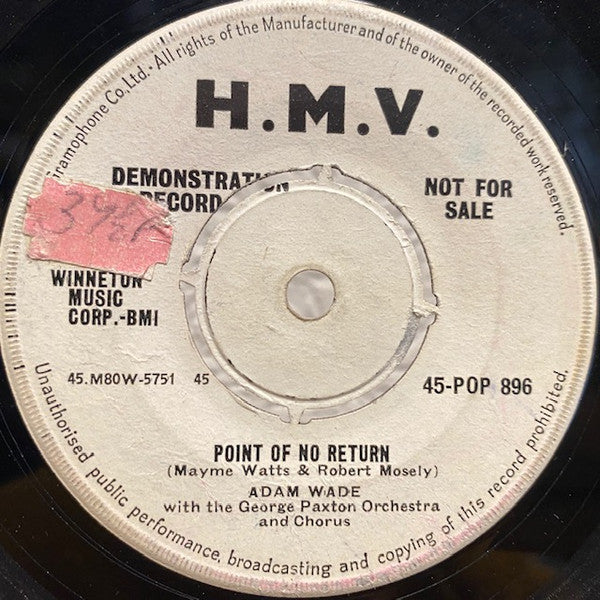 Gramophone Co.Ltd. · All rights of the Manufacturer and of the owner of the recorded work reserved.
H.M.V.
DEMONSTRATION
RECORD
NOT FOR
SALE
WINNETON
MUSIC
CORP.-BMI
45.M80W-5751 45
45-POP 896
POINT OF NO RETURN
(Mayme Watts & Robert Mosely)
ADAM WADE
with the George Paxton Orchestra
and Chorus
Unauthorised public performance, broadcasting and copying of this record prohibited.